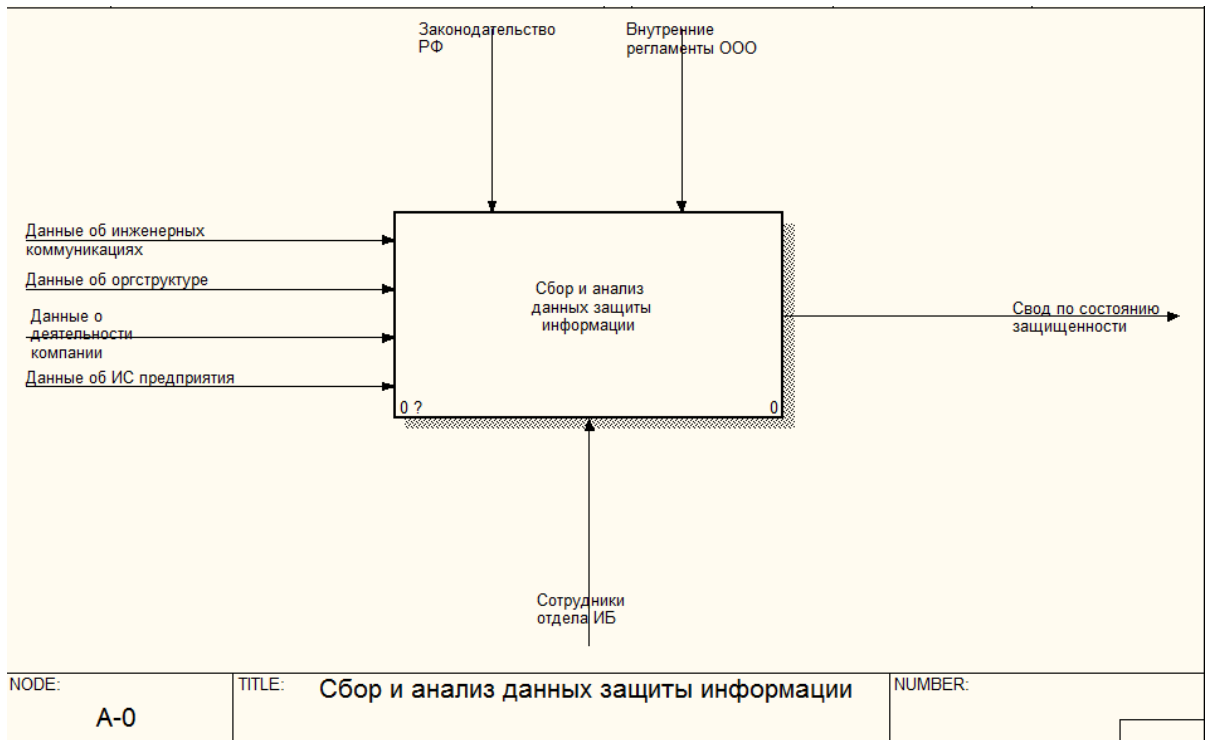 Законодательство
РФ
Внутренние
регламенты ООО
Данные об инженерных
коммуникациях
Данные об оргструктуре
Данные о
деятельности
компании
Данные об ИС предприятия
Сбор и анализ
данных защиты
информации
0 ?
0
Свод по состоянию
защищенности
Сотрудники
отдела ИБ
NODE:
A-0
TITLE:
Сбор и анализ данных защиты информации
NUMBER: